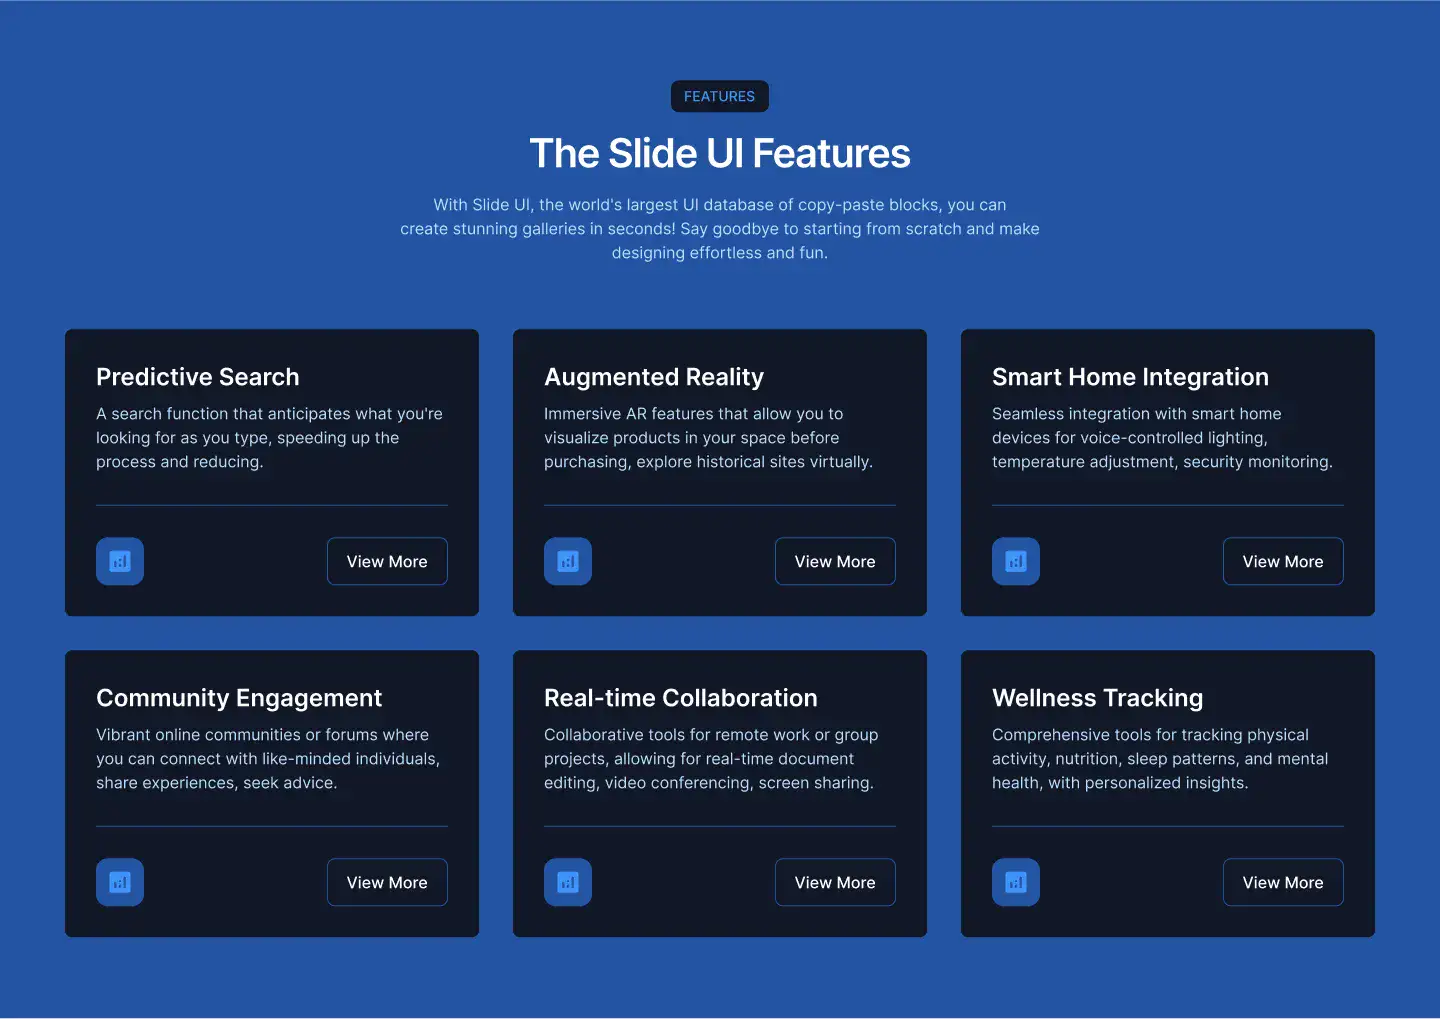 FEATURES
The Slide UI Features
With Slide UI, the world's largest UI database of copy-paste blocks, you can
create stunning galleries in seconds! Say goodbye to starting from scratch and make
designing effortless and fun.
Predictive Search
A search function that anticipates what you're
looking for as you type, speeding up the
process and reducing.
View More
Augmented Reality
Immersive AR features that allow you to
visualize products in your space before
purchasing, explore historical sites virtually.
View More
Smart Home Integration
Seamless integration with smart home
devices for voice-controlled lighting,
temperature adjustment, security monitoring.
View More
Community Engagement
Vibrant online communities or forums where
you can connect with like-minded individuals,
share experiences, seek advice.
View More
Real-time Collaboration
Collaborative tools for remote work or group
projects, allowing for real-time document
editing, video conferencing, screen sharing.
View More
Wellness Tracking
Comprehensive tools for tracking physical
activity, nutrition, sleep patterns, and mental
health, with personalized insights.
View More